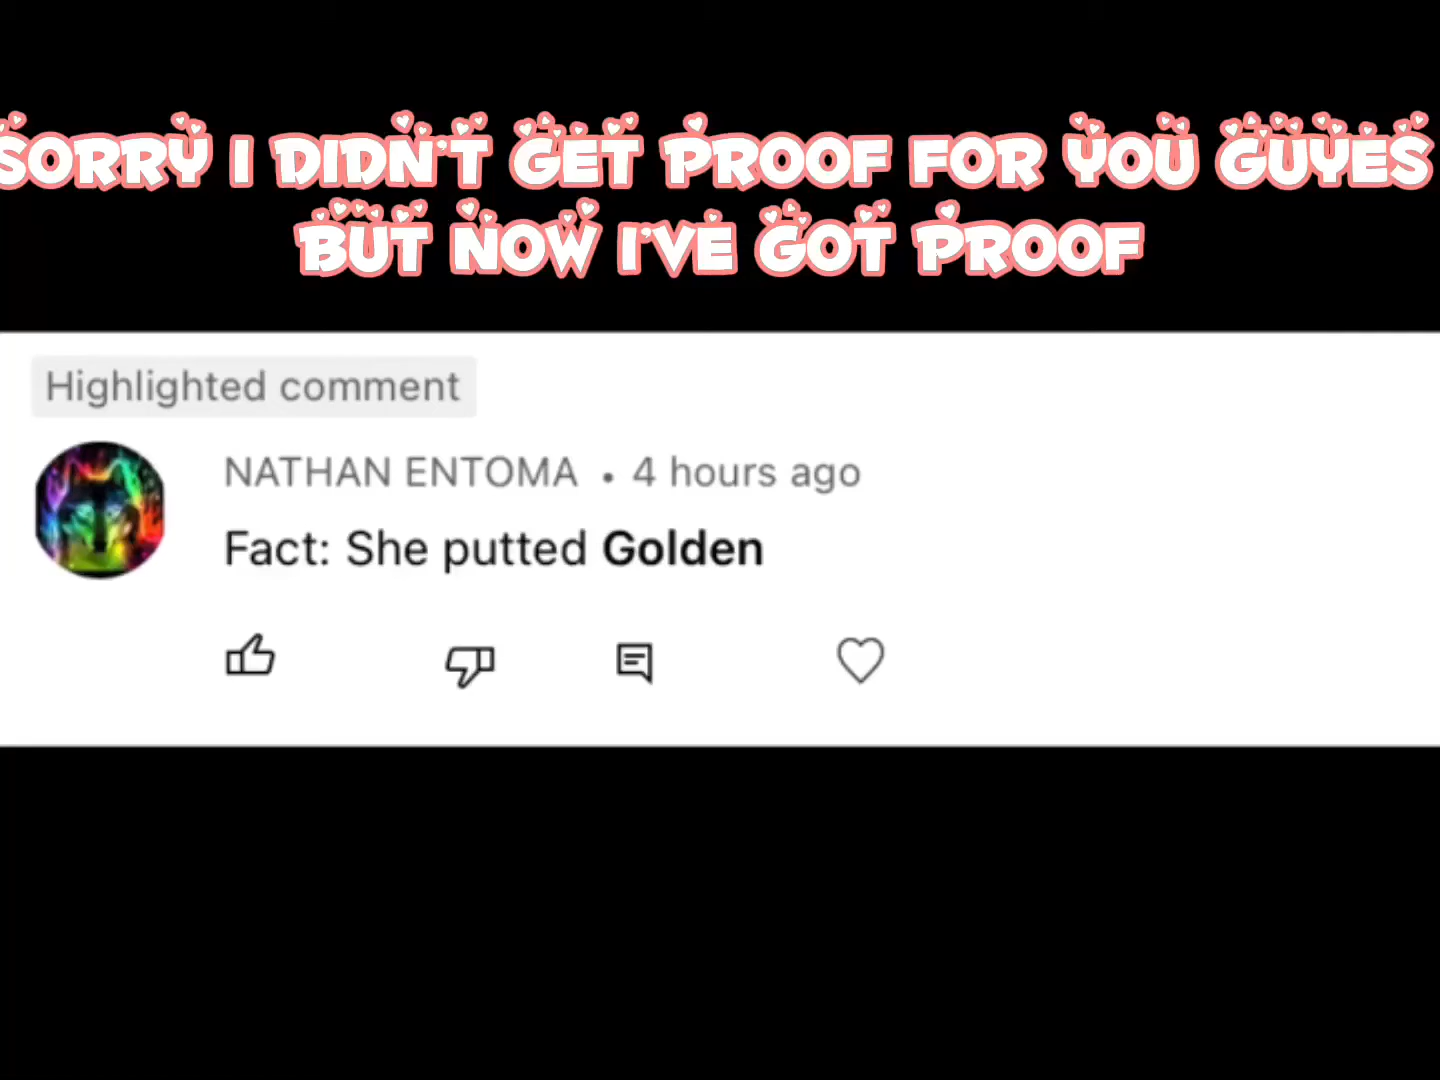 SORRY I DIDN'T GET PROOF FOR YOU GUYES
BUT NOW I'VE GOT PROOF
Highlighted comment
NATHAN ENTOMA • 4 hours ago
Fact: She putted Golden